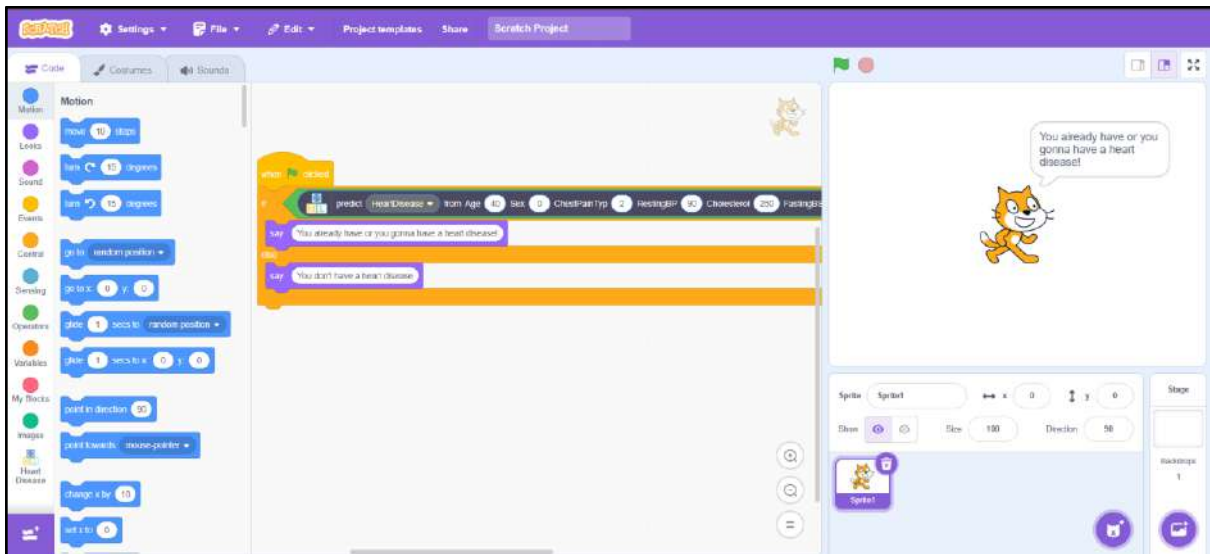 SCRATCH Settings File Edit Project templates Share Scratch Project
Code Costumes Sounds
Motion
Looks
Sound
Events
Control
Sensing
Operators
Variables
My Blocks
Images
Heart
Disease
Motion
move 10 steps
turn 15 degrees
turn 15 degrees
go to random position
go to x: 0 y: 0
glide 1 secs to random position
glide 1 secs to x: 0 y: 0
point in direction 90
point towards mouse-pointer
change x by 10
set x to 0
when clicked
if predict HeartDisease from Age 40 Sex 0 ChestPainTyp 2 RestingBP 90 Cholesterol 250 FastingBS
say You already have or you gonna have a heart disease!
else
say You don't have a heart disease
You already have or you
gonna have a heart
disease!
Sprite Sprite1 x 0 y 0
Show Size 100 Direction 90
Sprite1
Stage
Backdrops
1